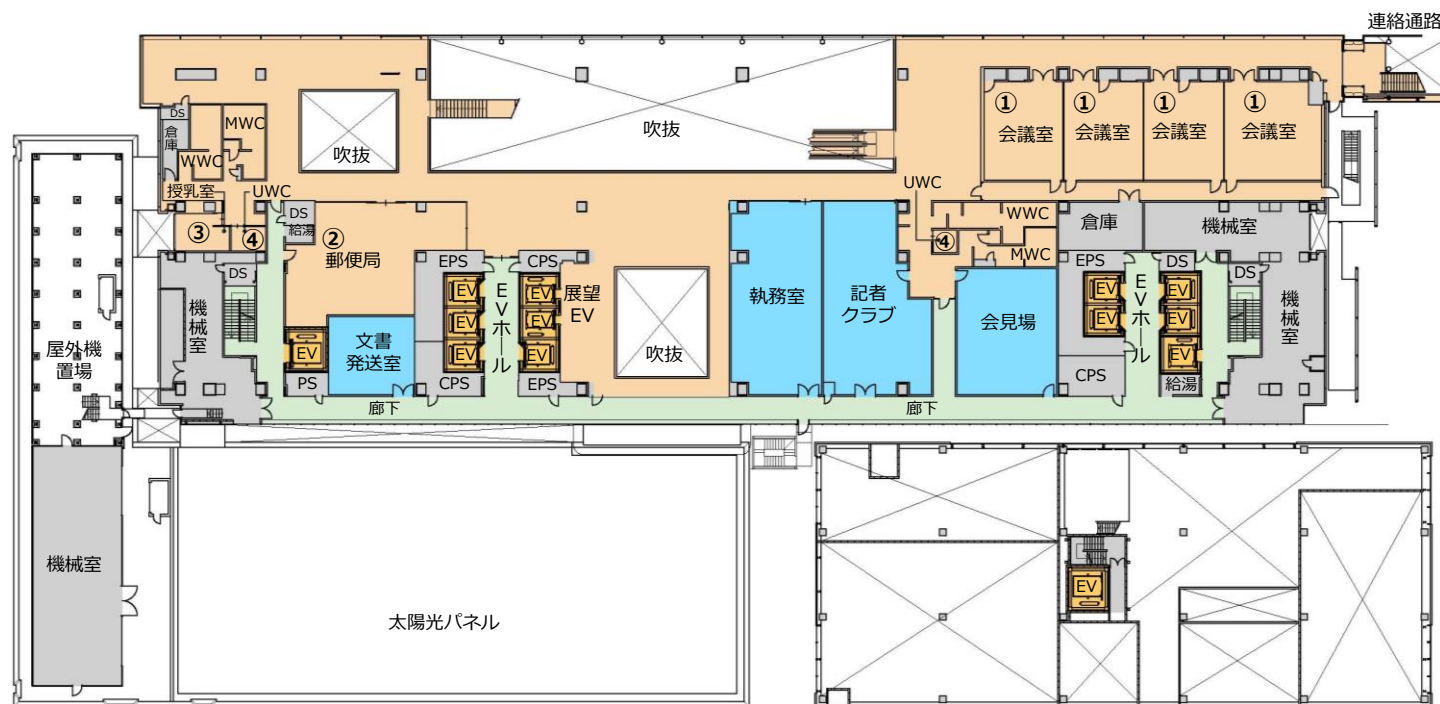 連絡通路
DS
倉庫
MWC
WWC
吹抜
吹抜
①
会議室
①
会議室
①
会議室
①
会議室
授乳室
UWC
③
④
DS
給湯
②
郵便局
UWC
④
WWC
MWC
倉庫
機械室
EPS
CPS
EV
EV
EV
EVホール
EV
EV
EV
展望
EV
吹抜
執務室
記者
クラブ
会見場
EPS
EV
EV
EVホール
DS
EV
EV
EV
DS
機械室
DS
機械室
屋外機
置場
EV
文書
発送室
PS
CPS
EPS
CPS
給湯
廊下
廊下
機械室
太陽光パネル
EV